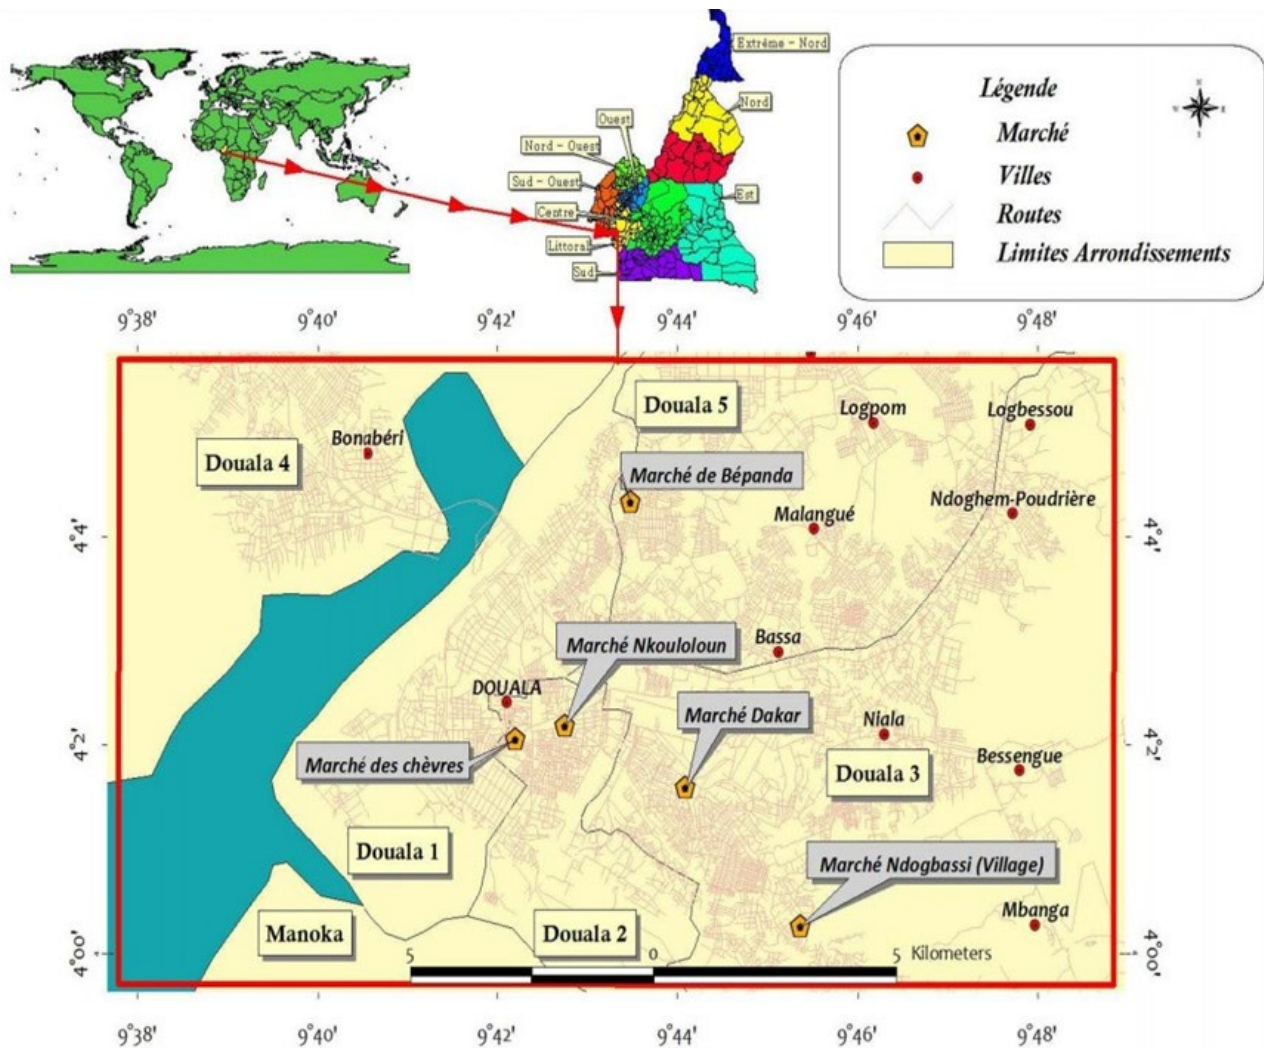 Extrême - Nord
Nord
Ouest
Nord - Ouest
Sud - Ouest
Est
Centre
Littoral
Sud
Légende
Marché
Villes
Routes
Limites Arrondissements
N
W
E
S
9°38' 9°40' 9°42' 9°44' 9°46' 9°48'
Douala 5
Logpom
Logbessou
Bonabéri
Douala 4
Marché de Bépanda
Ndoghem-Poudrière
Malangué
4°4'
4°4'
Marché Nkouloloun
Bassa
DOUALA
Marché Dakar
Niala
4°2'
4°2'
Marché des chèvres
Bessengue
Douala 3
Douala 1
Marché Ndogbassi (Village)
Mbanga
Manoka
Douala 2
4°00'
4°00'
5 0 5 Kilometers
9°38' 9°40' 9°42' 9°44' 9°46' 9°48'